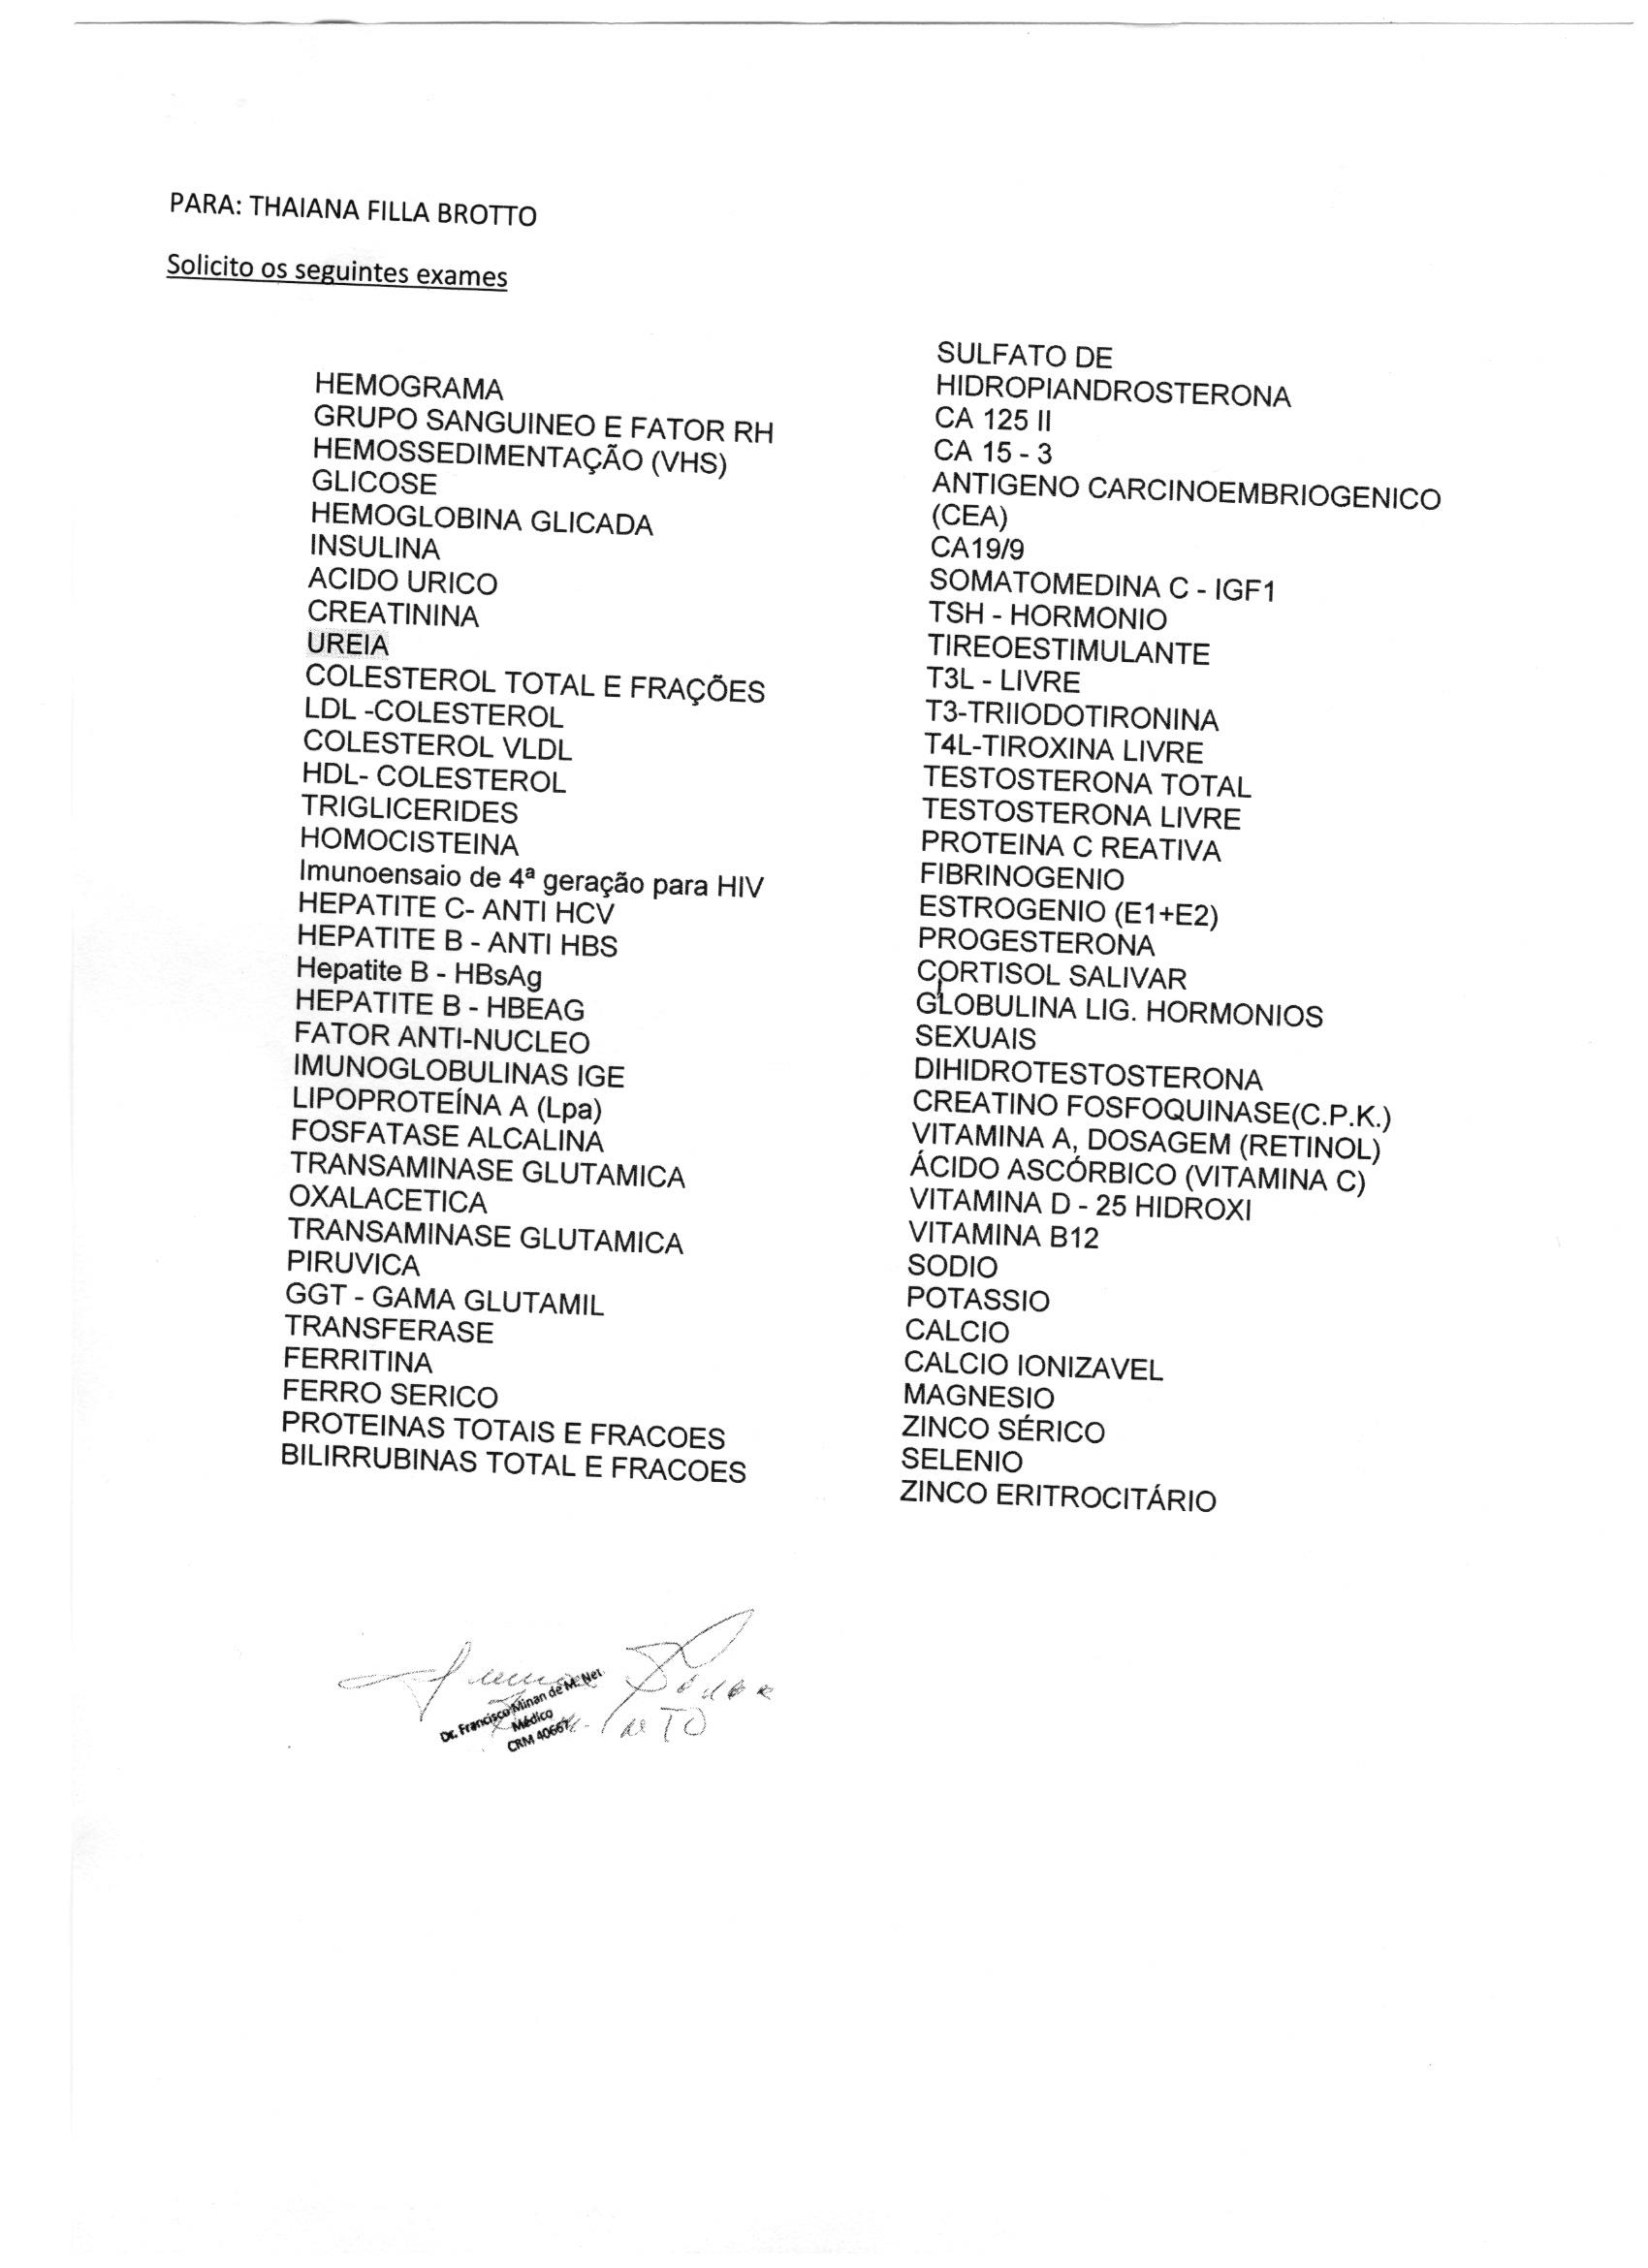 PARA: THAIANA FILLA BROTTO
Solicito os seguintes exames
HEMOGRAMA
GRUPO SANGUINEO E FATOR RH
HEMOSSEDIMENTAÇÃO (VHS)
GLICOSE
HEMOGLOBINA GLICADA
INSULINA
ACIDO URICO
CREATININA
UREIA
COLESTEROL TOTAL E FRAÇÕES
LDL -COLESTEROL
COLESTEROL VLDL
HDL- COLESTEROL
TRIGLICERIDES
HOMOCISTEINA
Imunoensaio de 4ª geração para HIV
HEPATITE C- ANTI HCV
HEPATITE B - ANTI HBS
Hepatite B - HBsAg
HEPATITE B - HBEAG
FATOR ANTI-NUCLEO
IMUNOGLOBULINAS IGE
LIPOPROTEÍNA A (Lpa)
FOSFATASE ALCALINA
TRANSAMINASE GLUTAMICA
OXALACETICA
TRANSAMINASE GLUTAMICA
PIRUVICA
GGT - GAMA GLUTAMIL
TRANSFERASE
FERRITINA
FERRO SERICO
PROTEINAS TOTAIS E FRACOES
BILIRRUBINAS TOTAL E FRACOES
SULFATO DE
HIDROPIANDROSTERONA
CA 125 II
CA 15 - 3
ANTIGENO CARCINOEMBRIOGENICO
(CEA)
CA19/9
SOMATOMEDINA C - IGF1
TSH - HORMONIO
TIREOESTIMULANTE
T3L - LIVRE
T3-TRIIODOTIRONINA
T4L-TIROXINA LIVRE
TESTOSTERONA TOTAL
TESTOSTERONA LIVRE
PROTEINA C REATIVA
FIBRINOGENIO
ESTROGENIO (E1+E2)
PROGESTERONA
CORTISOL SALIVAR
GLOBULINA LIG. HORMONIOS
SEXUAIS
DIHIDROTESTOSTERONA
CREATINO FOSFOQUINASE(C.P.K.)
VITAMINA A, DOSAGEM (RETINOL)
ÁCIDO ASCÓRBICO (VITAMINA C)
VITAMINA D - 25 HIDROXI
VITAMINA B12
SODIO
POTASSIO
CALCIO
CALCIO IONIZAVEL
MAGNESIO
ZINCO SÉRICO
SELENIO
ZINCO ERITROCITÁRIO
Dr. Francisco Minan de M. Net
Médico
CRM 40667